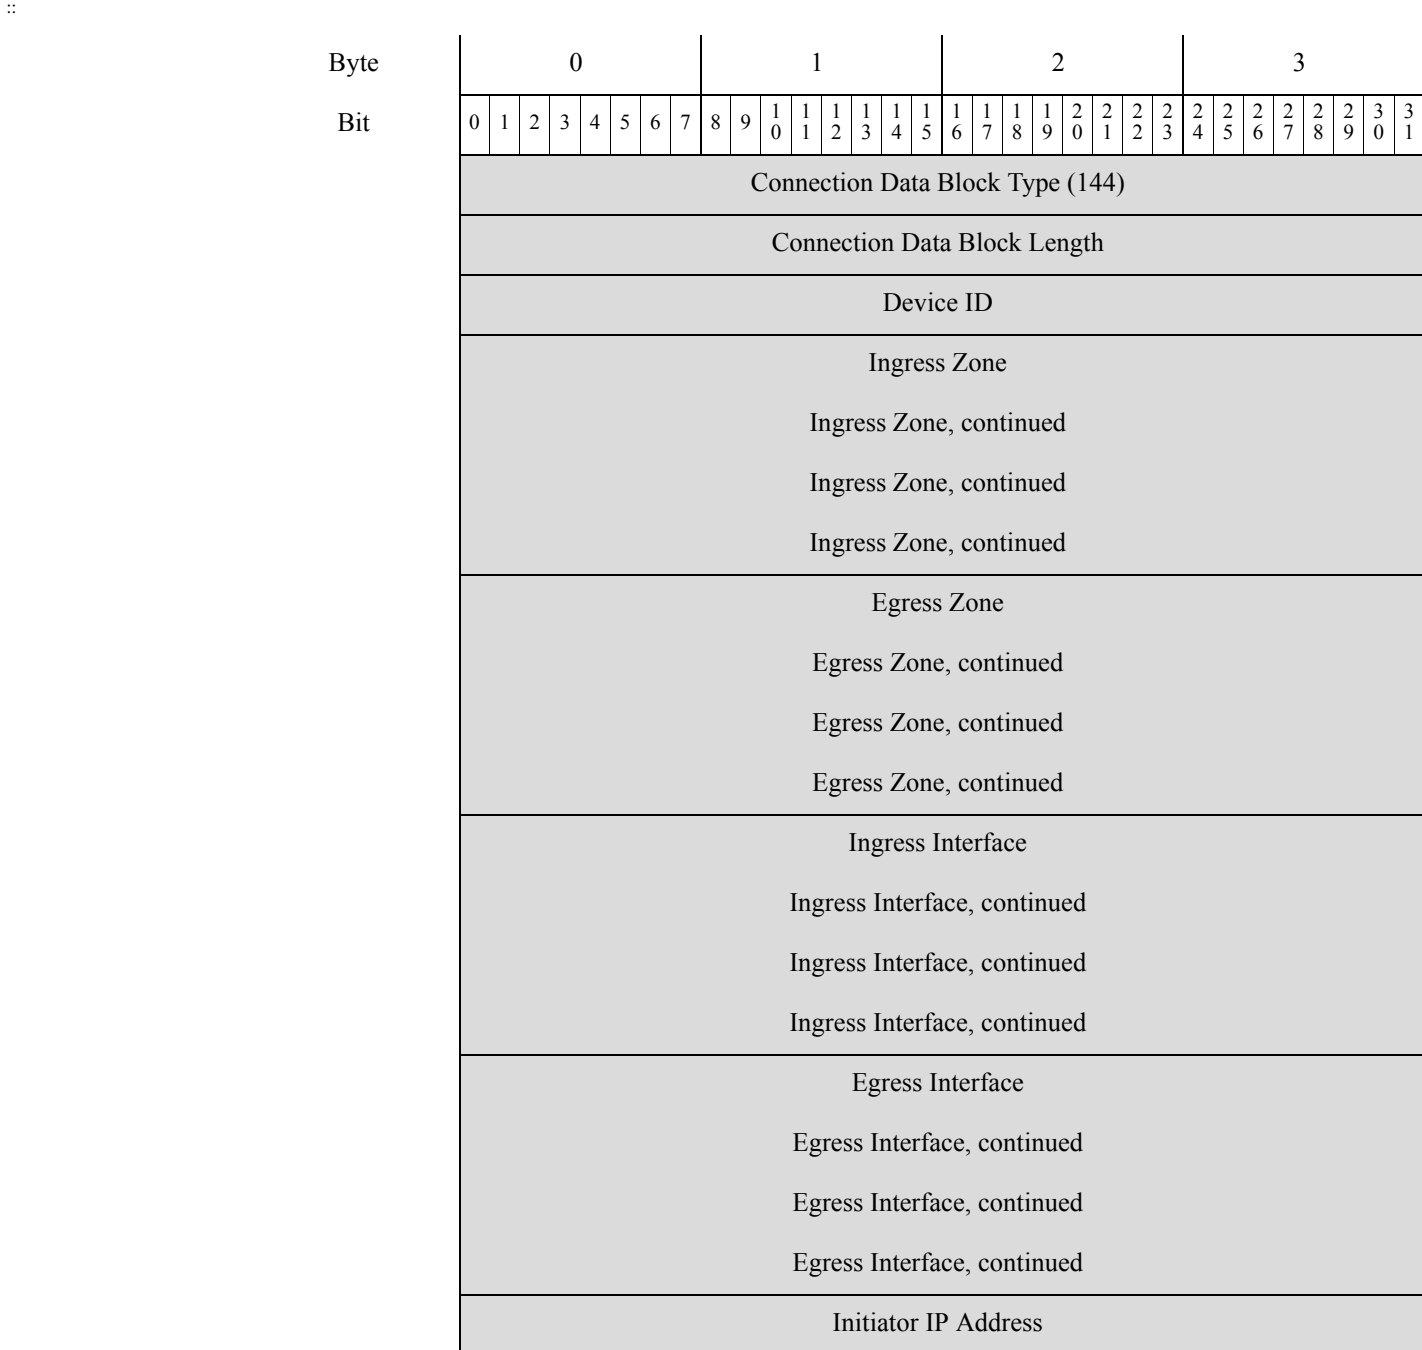 ::
Byte 0 1 2 3
Bit 0 1 2 3 4 5 6 7 8 9 10 11 12 13 14 15 16 17 18 19 20 21 22 23 24 25 26 27 28 29 30 31
Connection Data Block Type (144)
Connection Data Block Length
Device ID
Ingress Zone
Ingress Zone, continued
Ingress Zone, continued
Ingress Zone, continued
Egress Zone
Egress Zone, continued
Egress Zone, continued
Egress Zone, continued
Ingress Interface
Ingress Interface, continued
Ingress Interface, continued
Ingress Interface, continued
Egress Interface
Egress Interface, continued
Egress Interface, continued
Egress Interface, continued
Initiator IP Address